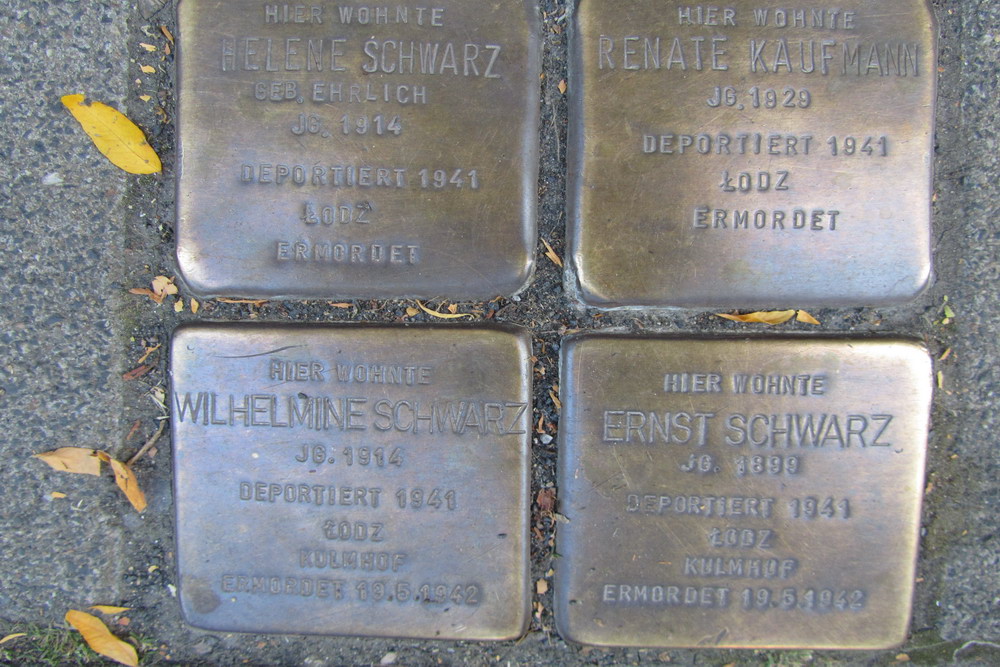 HIER WOHNTE
HELENE SCHWARZ
GEB. EHRLICH
JG. 1914
DEPORTIERT 1941
ŁODZ
ERMORDET
HIER WOHNTE
RENATE KAUFMANN
JG. 1929
DEPORTIERT 1941
ŁODZ
ERMORDET
HIER WOHNTE
WILHELMINE SCHWARZ
JG. 1914
DEPORTIERT 1941
ŁODZ
KULMHOF
ERMORDET 19.5.1942
HIER WOHNTE
ERNST SCHWARZ
JG. 1899
DEPORTIERT 1941
ŁODZ
KULMHOF
ERMORDET 19.5.1942